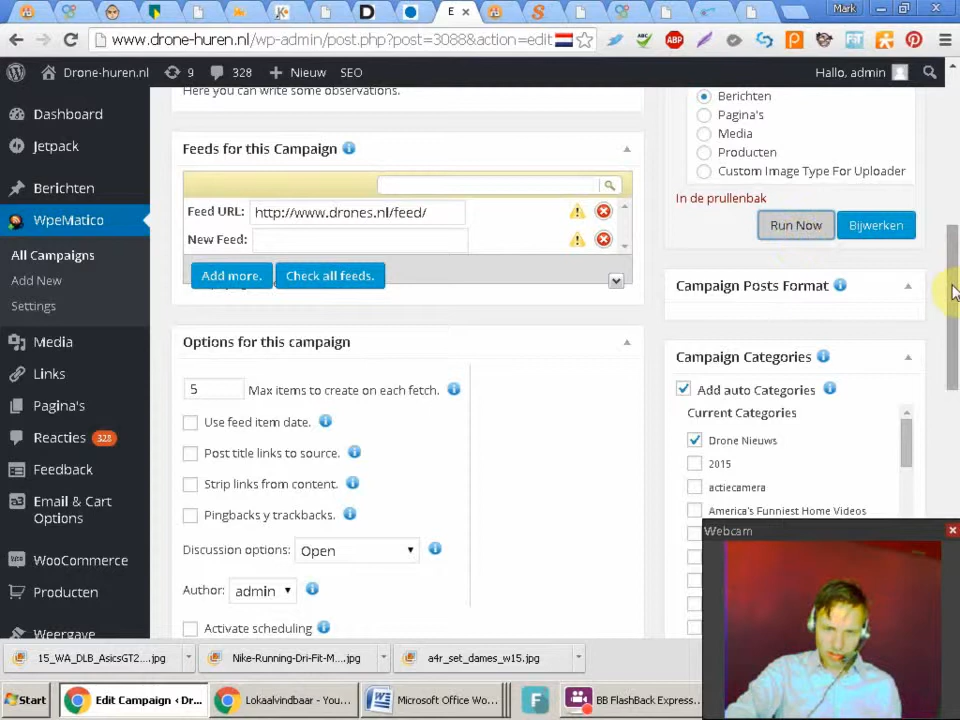 Mark
www.drone-huren.nl/wp-admin/post.php?post=3088&action=edit
Drone-huren.nl 9 328 Nieuw SEO Hallo, admin
Dashboard
Jetpack
Berichten
WpeMatico
All Campaigns
Add New
Settings
Media
Links
Pagina's
Reacties 328
Feedback
Email & Cart
Options
WooCommerce
Producten
Weergave
Here you can write some observations.
Feeds for this Campaign
Feed URL: http://www.drones.nl/feed/
New Feed:
Add more. Check all feeds.
Options for this campaign
5 Max items to create on each fetch.
Use feed item date.
Post title links to source.
Strip links from content.
Pingbacks y trackbacks.
Discussion options: Open
Author: admin
Activate scheduling
Berichten
Pagina's
Media
Producten
Custom Image Type For Uploader
In de prullenbak
Run Now Bijwerken
Campaign Posts Format
Campaign Categories
Add auto Categories
Current Categories
Drone Nieuws
2015
actiecamera
America's Funniest Home Videos
Webcam
15_WA_DLB_AsicsGT2....jpg Nike-Running-Dri-Fit-M....jpg a4r_set_dames_w15.jpg
Start Edit Campaign ‹ Dr... Lokaalvindbaar - You... Microsoft Office Wo... BB FlashBack Express...